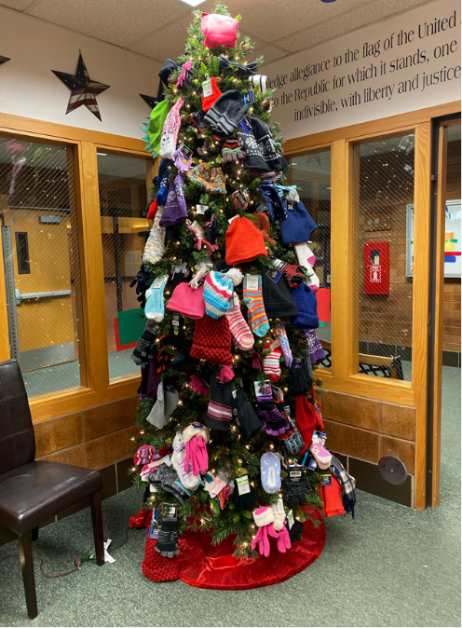 edge allegiance to the flag of the United
o the Republic for which it stands, one
indivisible, with liberty and justice